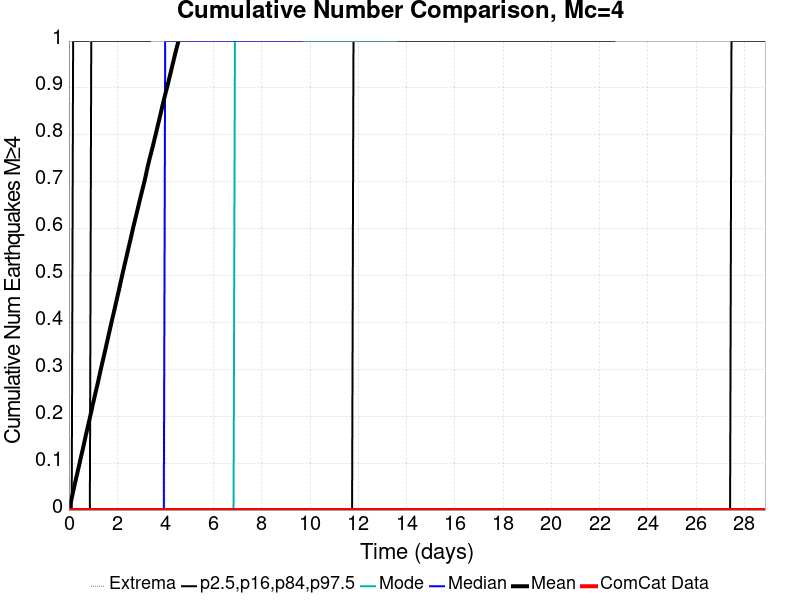 Cumulative Number Comparison, Mc=4
Cumulative Num Earthquakes M≥4
1
0.9
0.8
0.7
0.6
0.5
0.4
0.3
0.2
0.1
0
0 2 4 6 8 10 12 14 16 18 20 22 24 26 28
Time (days)
Extrema p2.5,p16,p84,p97.5 Mode Median Mean ComCat Data